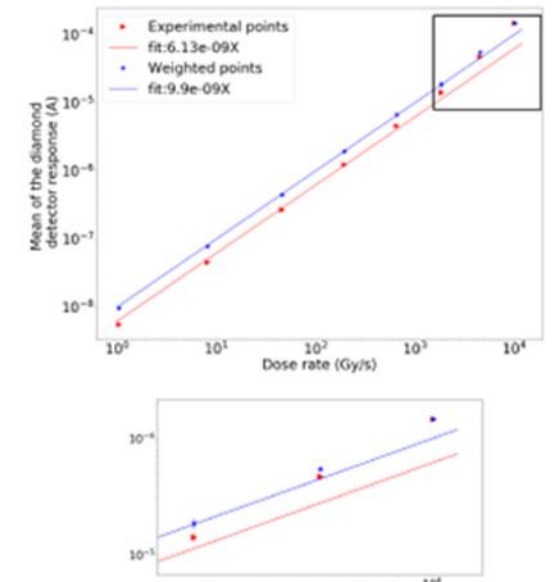 Experimental points
fit:6.13e-09X
Weighted points
fit:9.9e-09X
Mean of the diamond
detector response (A)
10⁻⁴
10⁻⁵
10⁻⁶
10⁻⁷
10⁻⁸
10⁰ 10¹ 10² 10³ 10⁴
Dose rate (Gy/s)
10⁻⁴
10⁻⁵